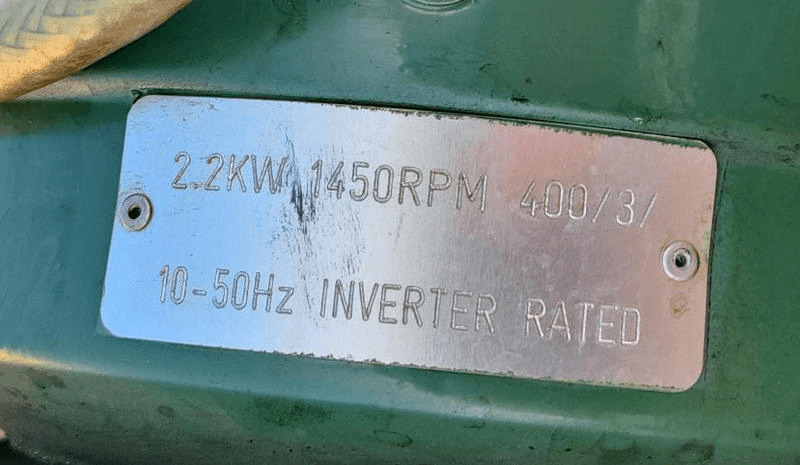 2.2KW 1450RPM 400/3/
10-50Hz INVERTER RATED